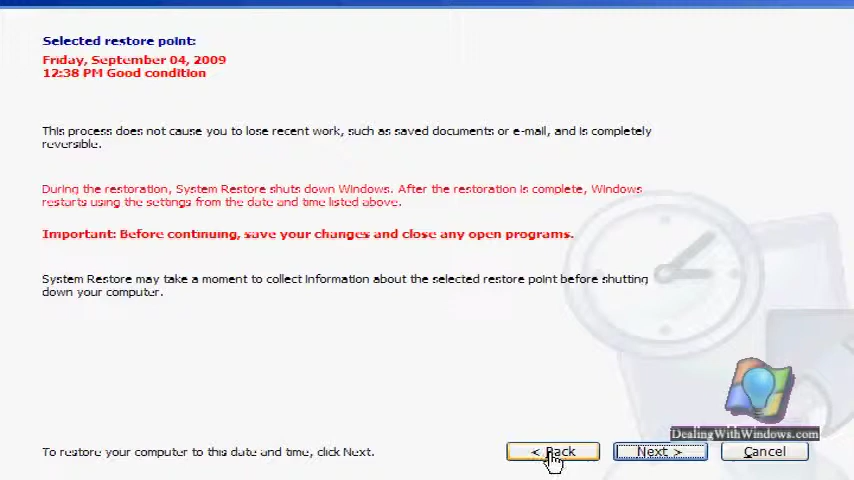 Selected restore point:
Friday, September 04, 2009
12:38 PM Good condition
This process does not cause you to lose recent work, such as saved documents or e-mail, and is completely
reversible.
During the restoration, System Restore shuts down Windows. After the restoration is complete, Windows
restarts using the settings from the date and time listed above.
Important: Before continuing, save your changes and close any open programs.
System Restore may take a moment to collect information about the selected restore point before shutting
down your computer.
DealingWithWindows.com
To restore your computer to this date and time, click Next.
< Back
Next >
Cancel